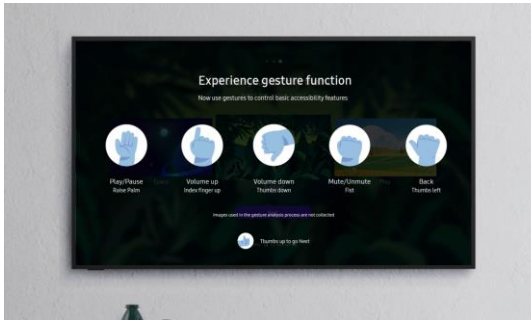 Experience gesture function
Now use gestures to control basic accessibility features
Play/Pause
Raise Palm
Volume up
Index finger up
Volume down
Thumbs down
Mute/Unmute
Fist
Back
Thumbs left
Images used in the gesture analysis process are not collected
Thumbs up to go Next